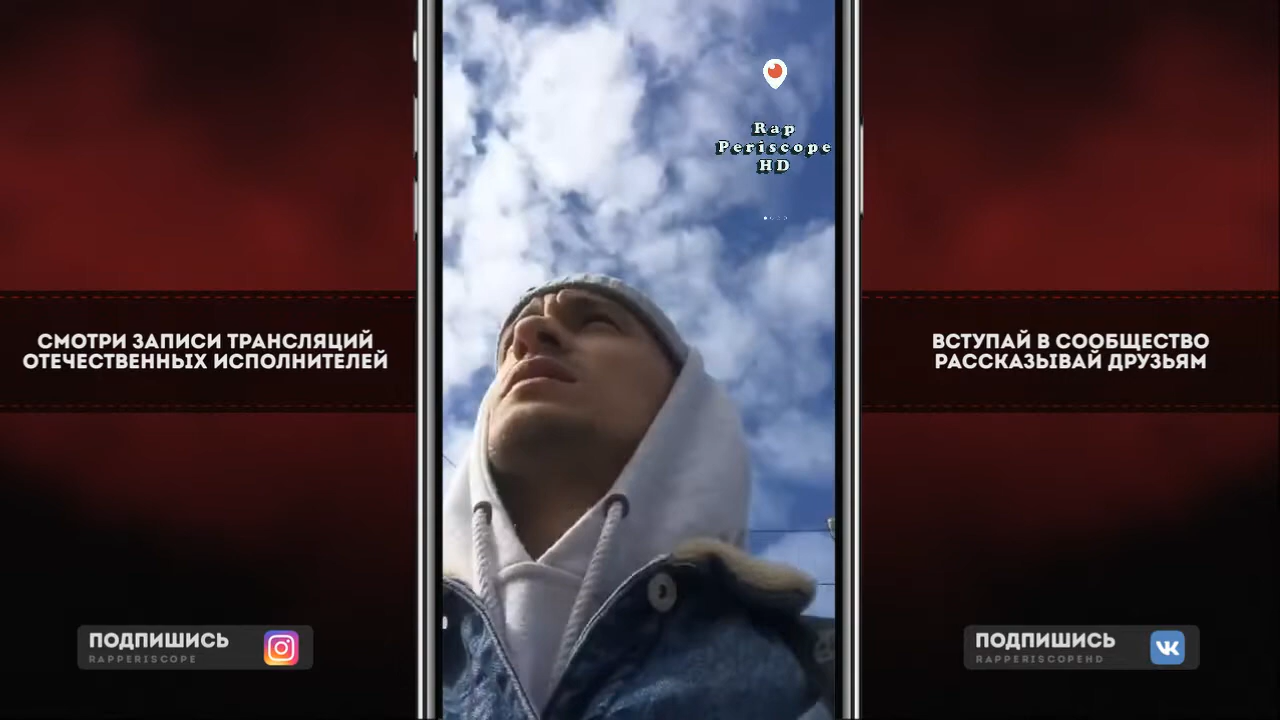 Rap
Periscope
HD
СМОТРИ ЗАПИСИ ТРАНСЛЯЦИЙ
ОТЕЧЕСТВЕННЫХ ИСПОЛНИТЕЛЕЙ
ВСТУПАЙ В СООБЩЕСТВО
РАССКАЗЫВАЙ ДРУЗЬЯМ
ПОДПИШИСЬ
RAPPERISCOPE
ПОДПИШИСЬ
RAPPERISCOPEHD